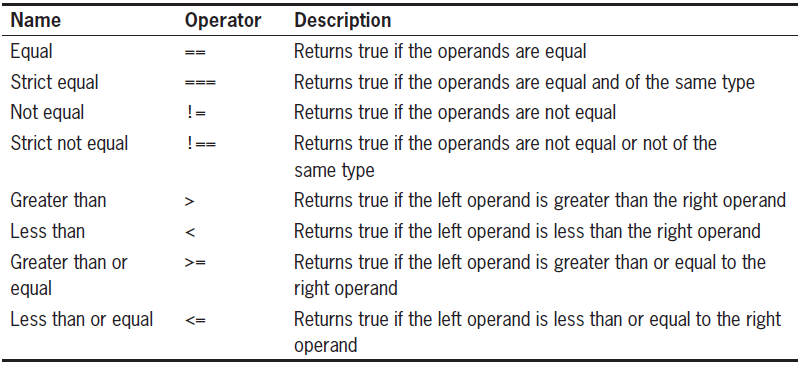 Name Operator Description
Equal == Returns true if the operands are equal
Strict equal === Returns true if the operands are equal and of the same type
Not equal != Returns true if the operands are not equal
Strict not equal !== Returns true if the operands are not equal or not of the
same type
Greater than > Returns true if the left operand is greater than the right operand
Less than < Returns true if the left operand is less than the right operand
Greater than or >= Returns true if the left operand is greater than or equal to the
equal right operand
Less than or equal <= Returns true if the left operand is less than or equal to the right
operand